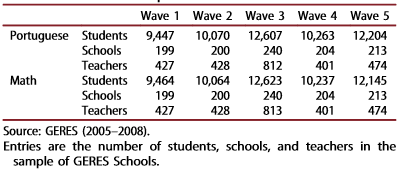 Wave 1 Wave 2 Wave 3 Wave 4 Wave 5
Portuguese Students 9,447 10,070 12,607 10,263 12,204
Schools 199 200 240 204 213
Teachers 427 428 812 401 474
Math Students 9,464 10,064 12,623 10,237 12,145
Schools 199 200 240 204 213
Teachers 427 428 813 401 474
Source: GERES (2005–2008).
Entries are the number of students, schools, and teachers in the
sample of GERES Schools.